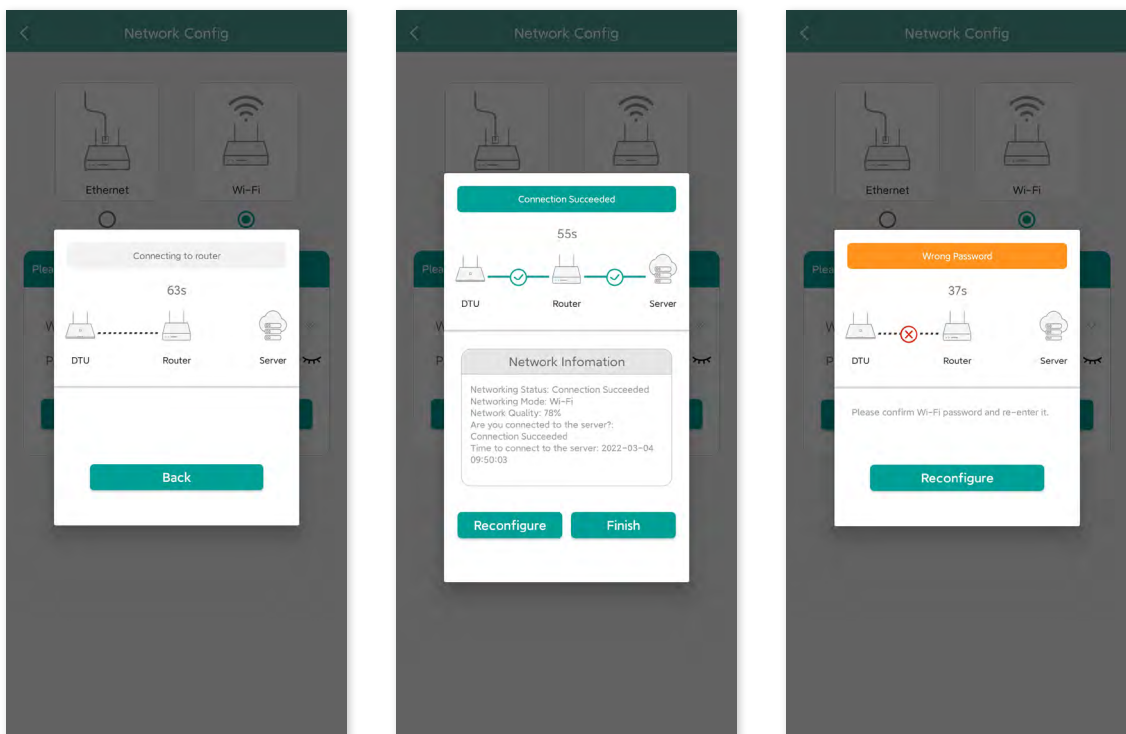 Network Config
Ethernet
Wi-Fi
Plea
Connecting to router
63s
W
DTU
Router
Server
P
Back
Network Config
Connection Succeeded
55s
Plea
W
DTU
Router
Server
P
Network Infomation
Networking Status: Connection Succeeded
Networking Mode: Wi-Fi
Network Quality: 78%
Are you connected to the server?:
Connection Succeeded
Time to connect to the server: 2022-03-04
09:50:03
Reconfigure
Finish
Network Config
Ethernet
Wi-Fi
Plea
Wrong Password
37s
W
DTU
Router
Server
P
Please confirm Wi-Fi password and re-enter it.
Reconfigure